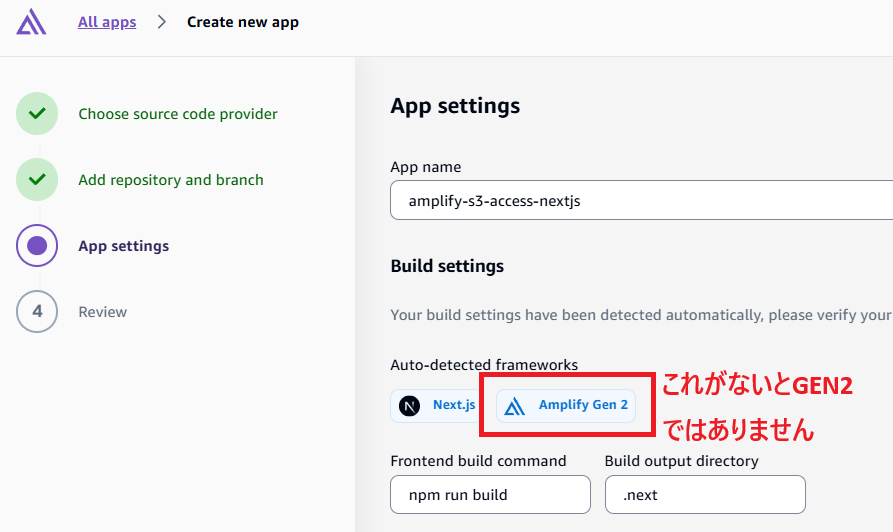 All apps
Create new app
Choose source code provider
Add repository and branch
App settings
4
Review
App settings
App name
amplify-s3-access-nextjs
Build settings
Your build settings have been detected automatically, please verify your
Auto-detected frameworks
N Next.js
Amplify Gen 2
これがないとGEN2
ではありません
Frontend build command
Build output directory
npm run build
.next